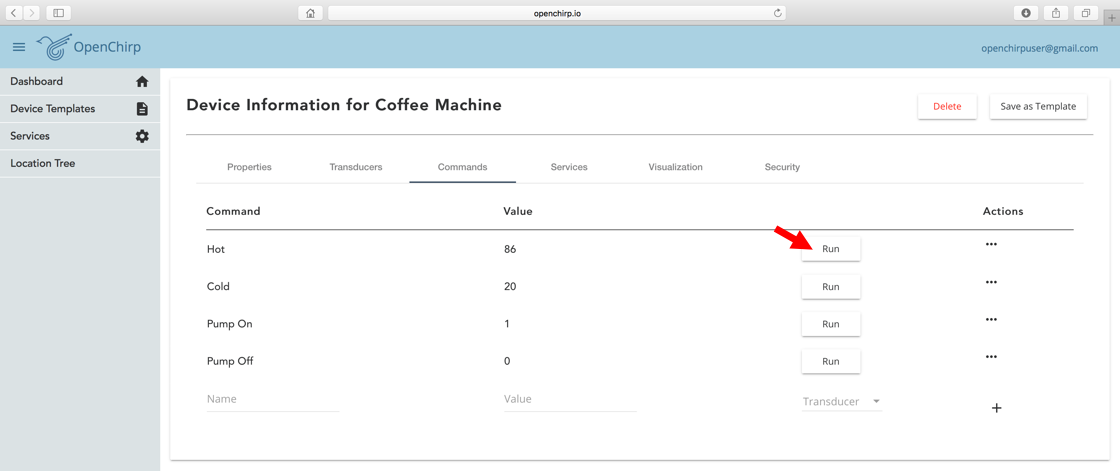 openchirp.io
OpenChirp
openchirpuser@gmail.com
Dashboard
Device Templates
Services
Location Tree
Device Information for Coffee Machine
Delete
Save as Template
Properties Transducers Commands Services Visualization Security
Command Value Actions
Hot 86 Run
Cold 20 Run
Pump On 1 Run
Pump Off 0 Run
Name Value Transducer